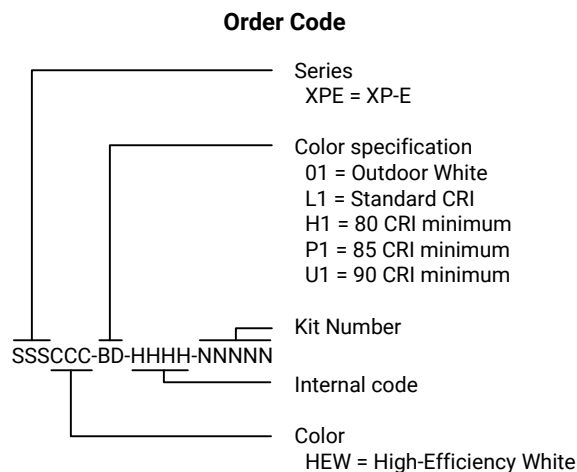 Order Code
Series
XPE = XP-E
Color specification
01 = Outdoor White
L1 = Standard CRI
H1 = 80 CRI minimum
P1 = 85 CRI minimum
U1 = 90 CRI minimum
Kit Number
SSSCCC-BD-HHHH-NNNNN
Internal code
Color
HEW = High-Efficiency White